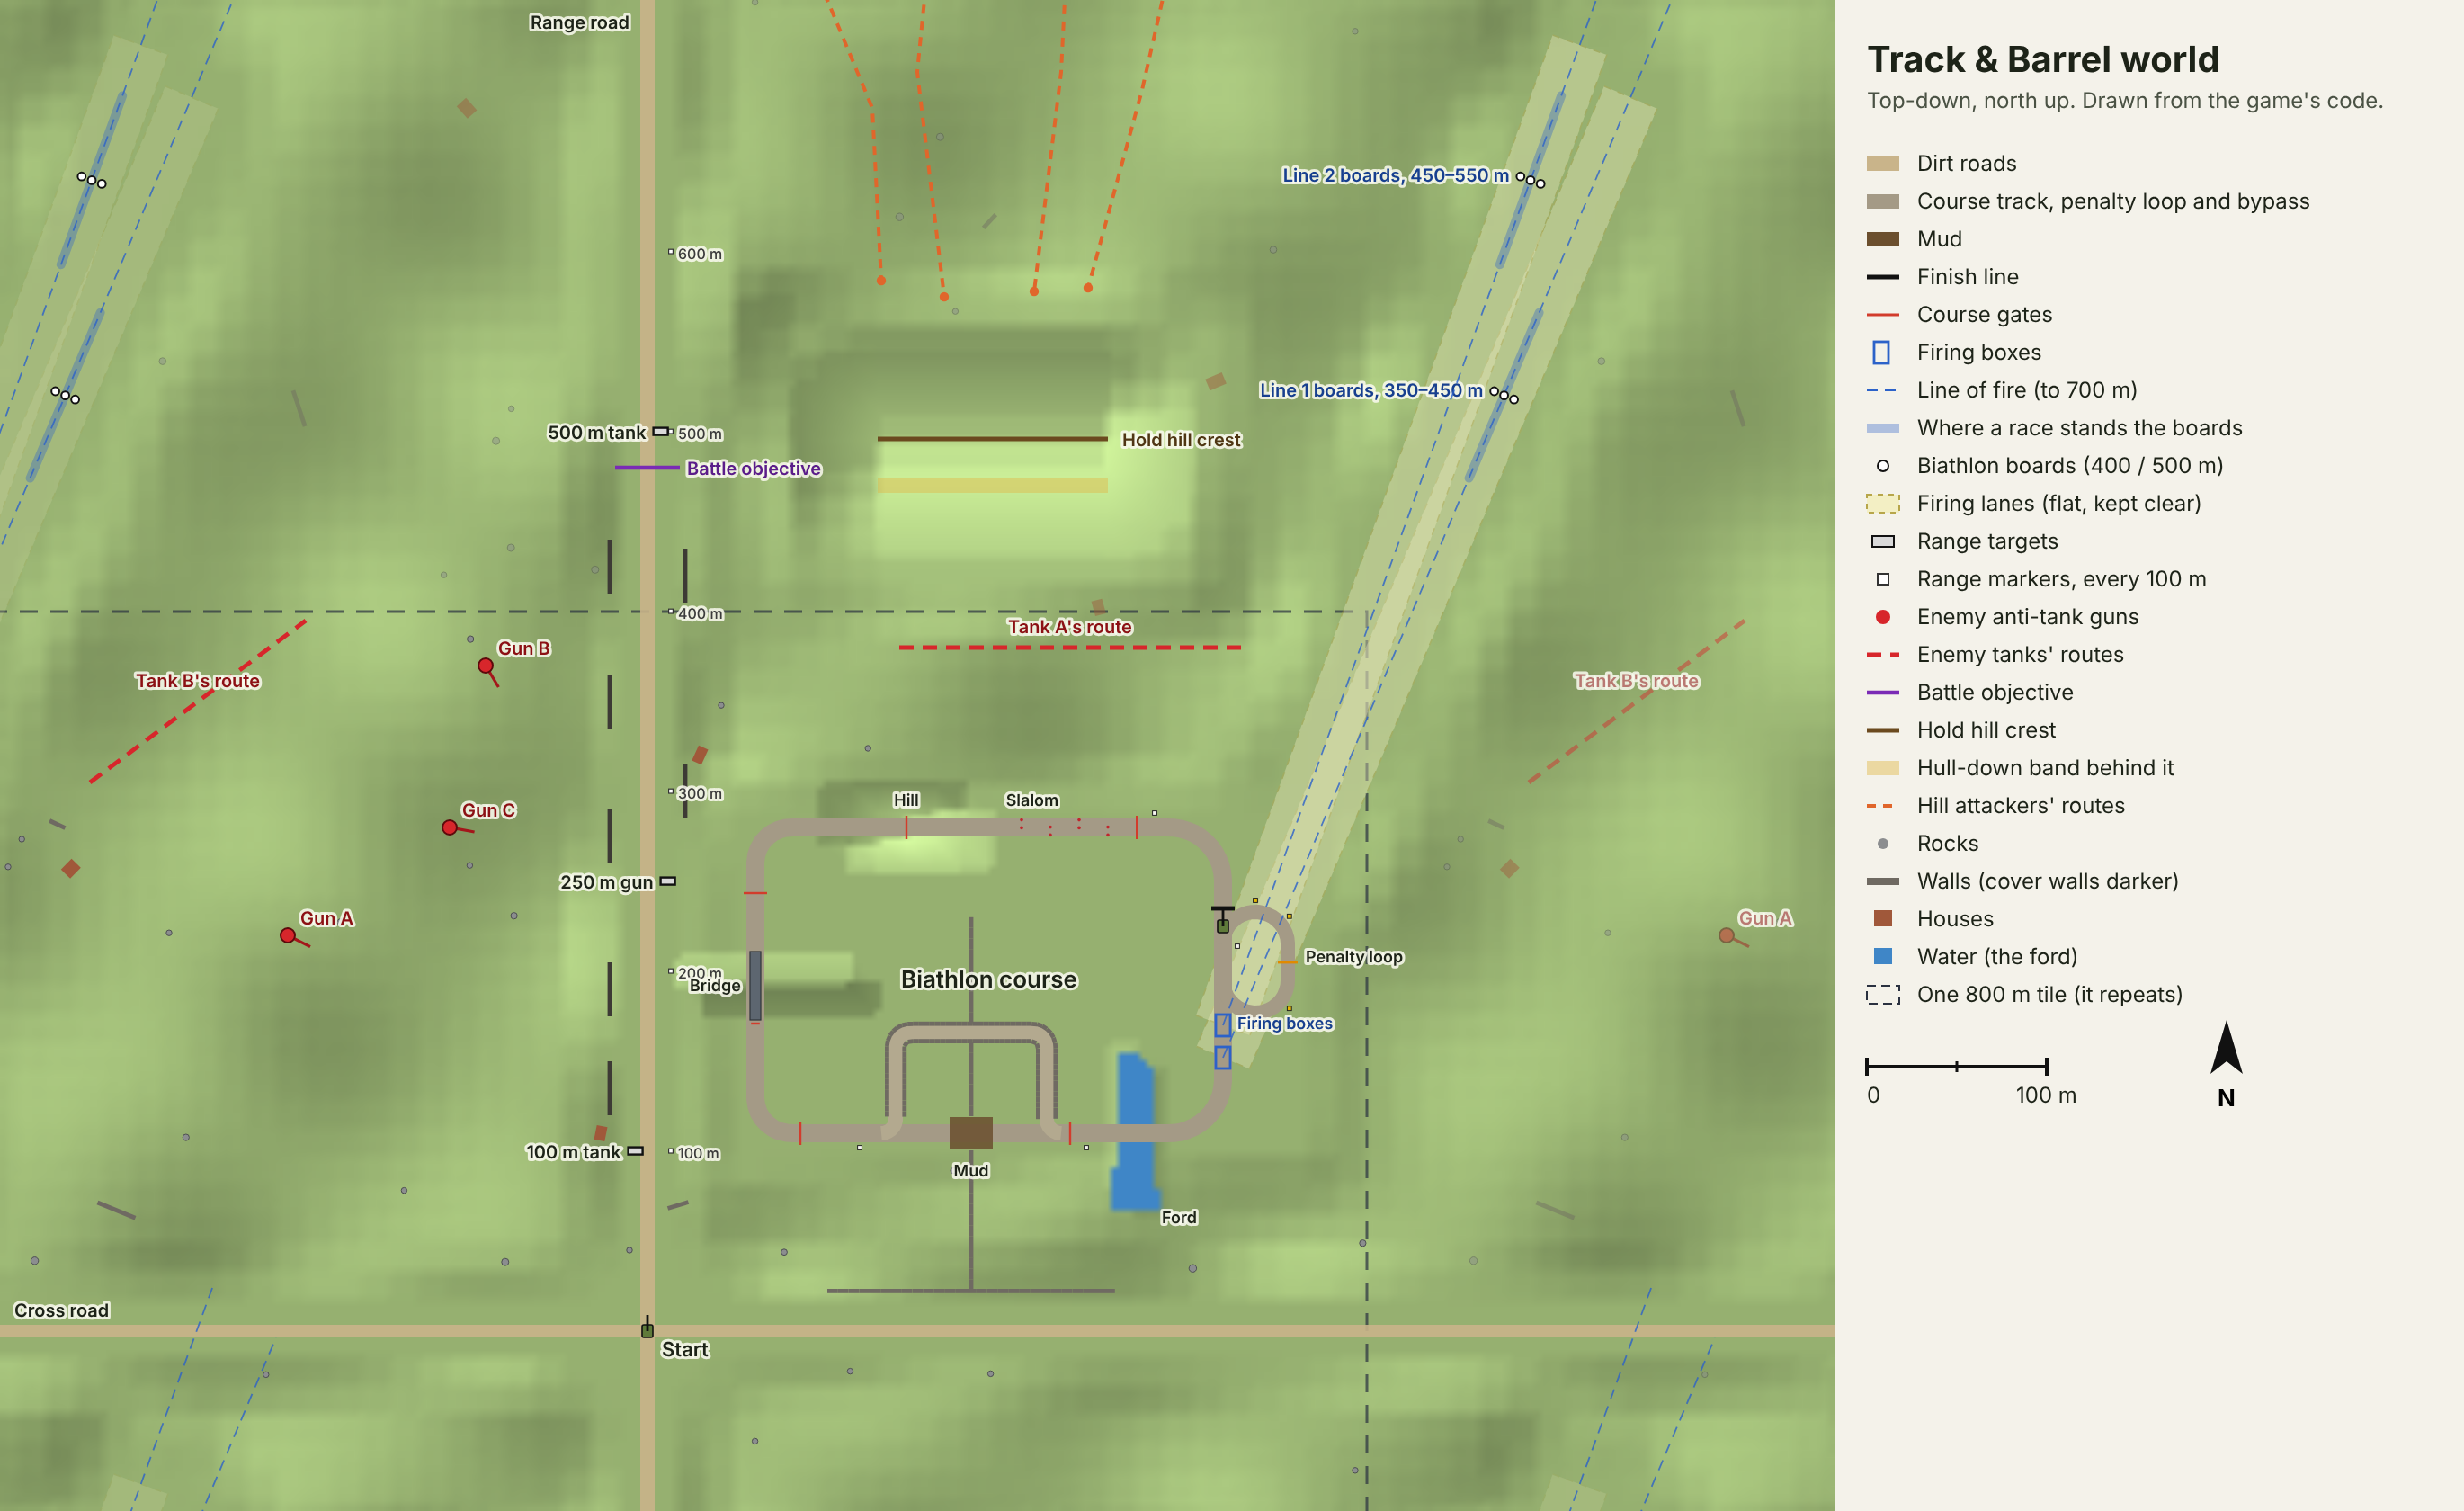 Range road
Line 2 boards, 450–550 m
600 m
500 m tank
500 m
Hold hill crest
Battle objective
Line 1 boards, 350–450 m
400 m
Tank A's route
Gun B
Tank B's route
Tank B's route
300 m
Hill
Slalom
Gun C
250 m gun
Gun A
Gun A
200 m
Bridge
Biathlon course
Penalty loop
Firing boxes
100 m tank
100 m
Mud
Ford
Cross road
Start
Track & Barrel world
Top-down, north up. Drawn from the game's code.
Dirt roads
Course track, penalty loop and bypass
Mud
Finish line
Course gates
Firing boxes
Line of fire (to 700 m)
Where a race stands the boards
Biathlon boards (400 / 500 m)
Firing lanes (flat, kept clear)
Range targets
Range markers, every 100 m
Enemy anti-tank guns
Enemy tanks' routes
Battle objective
Hold hill crest
Hull-down band behind it
Hill attackers' routes
Rocks
Walls (cover walls darker)
Houses
Water (the ford)
One 800 m tile (it repeats)
0
100 m
N